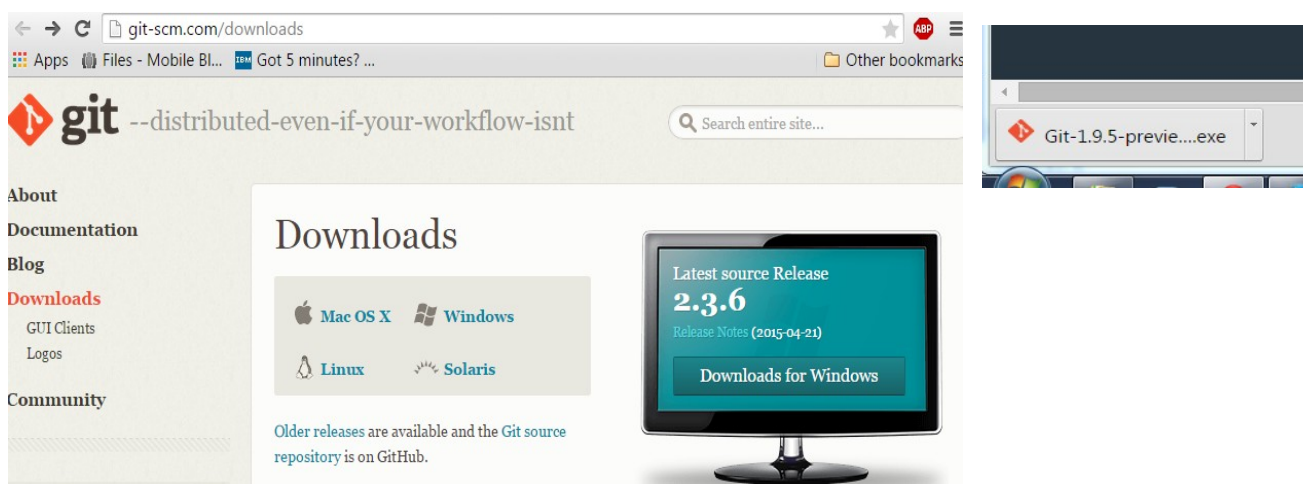 git-scm.com/downloads
ABP
Apps Files - Mobile Bl... IBM Got 5 minutes? ... Other bookmarks
git --distributed-even-if-your-workflow-isnt
Search entire site...
About
Documentation
Blog
Downloads
GUI Clients
Logos
Community
Downloads
Mac OS X Windows
Linux Solaris
Older releases are available and the Git source
repository is on GitHub.
Latest source Release
2.3.6
Release Notes (2015-04-21)
Downloads for Windows
Git-1.9.5-previe....exe